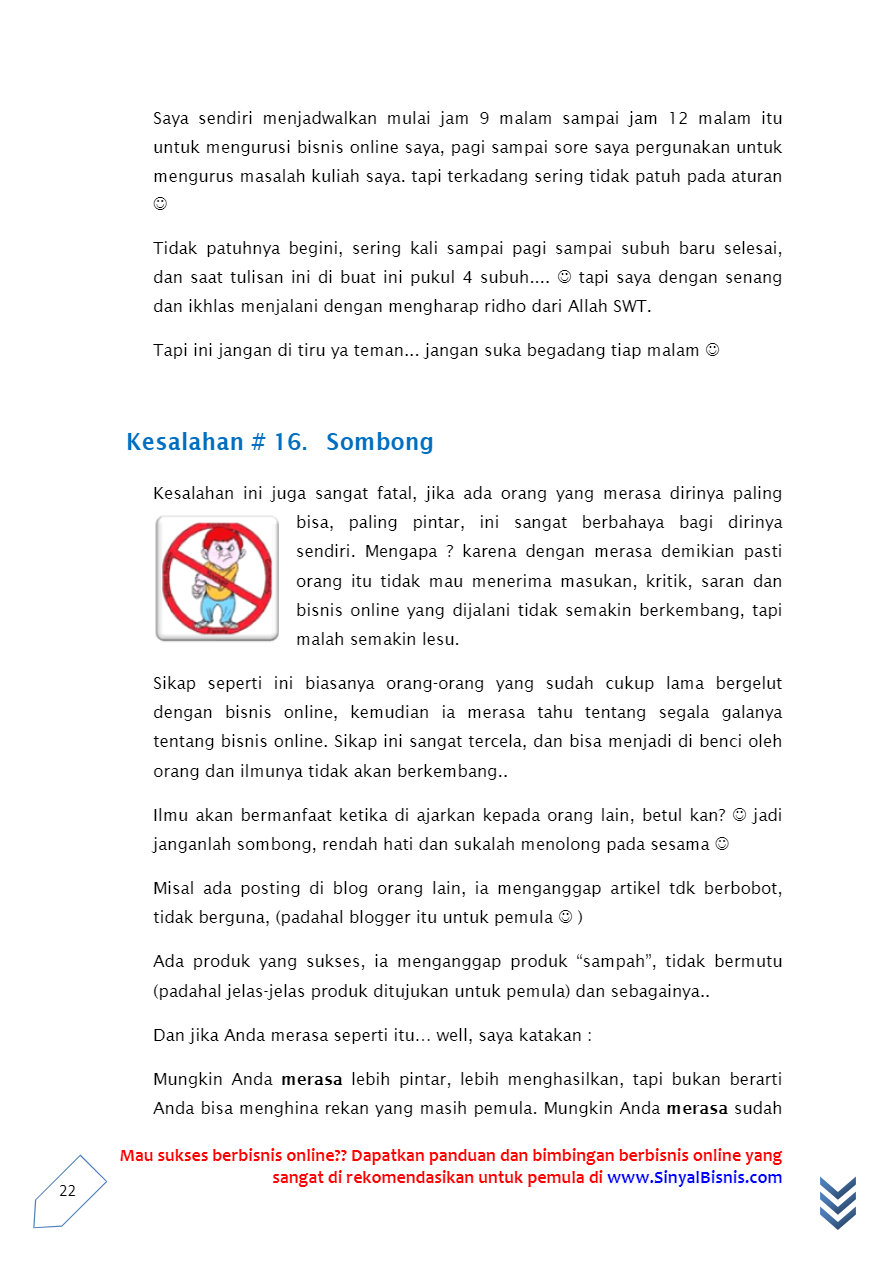 Saya sendiri menjadwalkan mulai jam 9 malam sampai jam 12 malam itu
untuk mengurusi bisnis online saya, pagi sampai sore saya pergunakan untuk
mengurus masalah kuliah saya. tapi terkadang sering tidak patuh pada aturan
☺
Tidak patuhnya begini, sering kali sampai pagi sampai subuh baru selesai,
dan saat tulisan ini di buat ini pukul 4 subuh.... ☺ tapi saya dengan senang
dan ikhlas menjalani dengan mengharap ridho dari Allah SWT.
Tapi ini jangan di tiru ya teman... jangan suka begadang tiap malam ☺
Kesalahan # 16. Sombong
Kesalahan ini juga sangat fatal, jika ada orang yang merasa dirinya paling
bisa, paling pintar, ini sangat berbahaya bagi dirinya
sendiri. Mengapa ? karena dengan merasa demikian pasti
orang itu tidak mau menerima masukan, kritik, saran dan
bisnis online yang dijalani tidak semakin berkembang, tapi
malah semakin lesu.
Sikap seperti ini biasanya orang-orang yang sudah cukup lama bergelut
dengan bisnis online, kemudian ia merasa tahu tentang segala galanya
tentang bisnis online. Sikap ini sangat tercela, dan bisa menjadi di benci oleh
orang dan ilmunya tidak akan berkembang..
Ilmu akan bermanfaat ketika di ajarkan kepada orang lain, betul kan? ☺ jadi
janganlah sombong, rendah hati dan sukalah menolong pada sesama ☺
Misal ada posting di blog orang lain, ia menganggap artikel tdk berbobot,
tidak berguna, (padahal blogger itu untuk pemula ☺ )
Ada produk yang sukses, ia menganggap produk “sampah”, tidak bermutu
(padahal jelas-jelas produk ditujukan untuk pemula) dan sebagainya..
Dan jika Anda merasa seperti itu... well, saya katakan :
Mungkin Anda merasa lebih pintar, lebih menghasilkan, tapi bukan berarti
Anda bisa menghina rekan yang masih pemula. Mungkin Anda merasa sudah
Mau sukses berbisnis online?? Dapatkan panduan dan bimbingan berbisnis online yang
sangat di rekomendasikan untuk pemula di www.SinyalBisnis.com
22